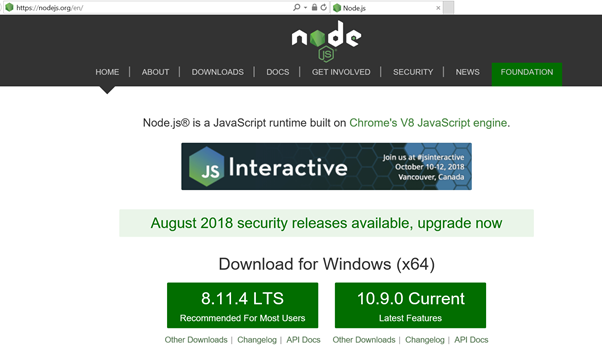 https://nodejs.org/en/
Node.js
node
JS
HOME | ABOUT | DOWNLOADS | DOCS | GET INVOLVED | SECURITY | NEWS FOUNDATION
Node.js® is a JavaScript runtime built on Chrome's V8 JavaScript engine.
JS Interactive
Join us at #jsinteractive
October 10-12, 2018
Vancouver, Canada
August 2018 security releases available, upgrade now
Download for Windows (x64)
8.11.4 LTS
Recommended For Most Users
10.9.0 Current
Latest Features
Other Downloads | Changelog | API Docs
Other Downloads | Changelog | API Docs